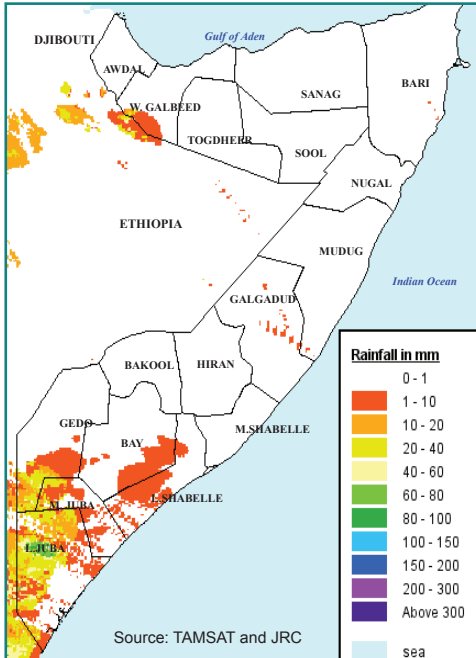 DJIBOUTI
Gulf of Aden
AWDAL
BARI
W. GALBEED
SANAG
TOGDHEER
SOOL
NUGAL
ETHIOPIA
MUDUG
Indian Ocean
GALGADUD
BAKOOL
HIRAN
GEDO
BAY
M.SHABELLE
L.SHABELLE
M.JUBA
L.JUBA
Source: TAMSAT and JRC
Rainfall in mm
0 - 1
1 - 10
10 - 20
20 - 40
40 - 60
60 - 80
80 - 100
100 - 150
150 - 200
200 - 300
Above 300
sea